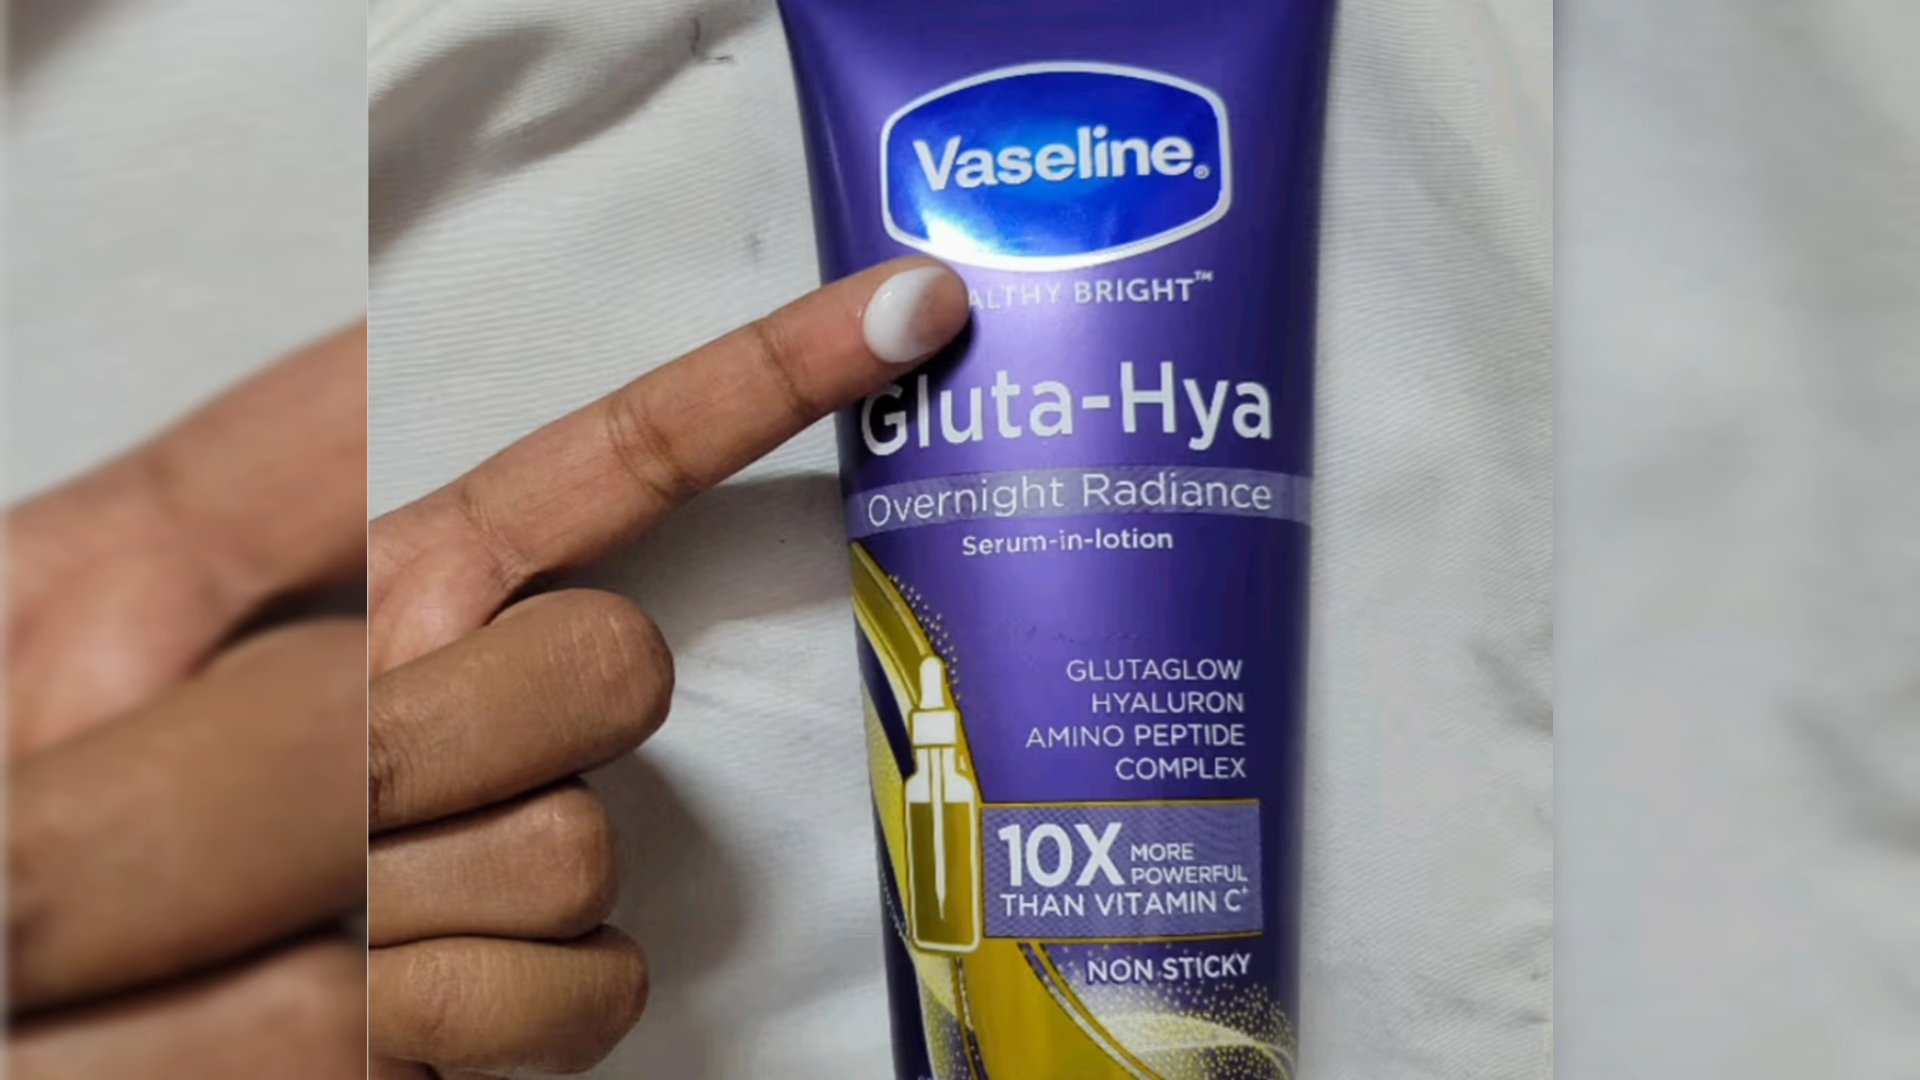 Vaseline®
ALTHY BRIGHT™
Gluta-Hya
Overnight Radiance
Serum-in-lotion
GLUTAGLOW
HYALURON
AMINO PEPTIDE
COMPLEX
10X MORE
POWERFUL
THAN VITAMIN C⁺
NON STICKY